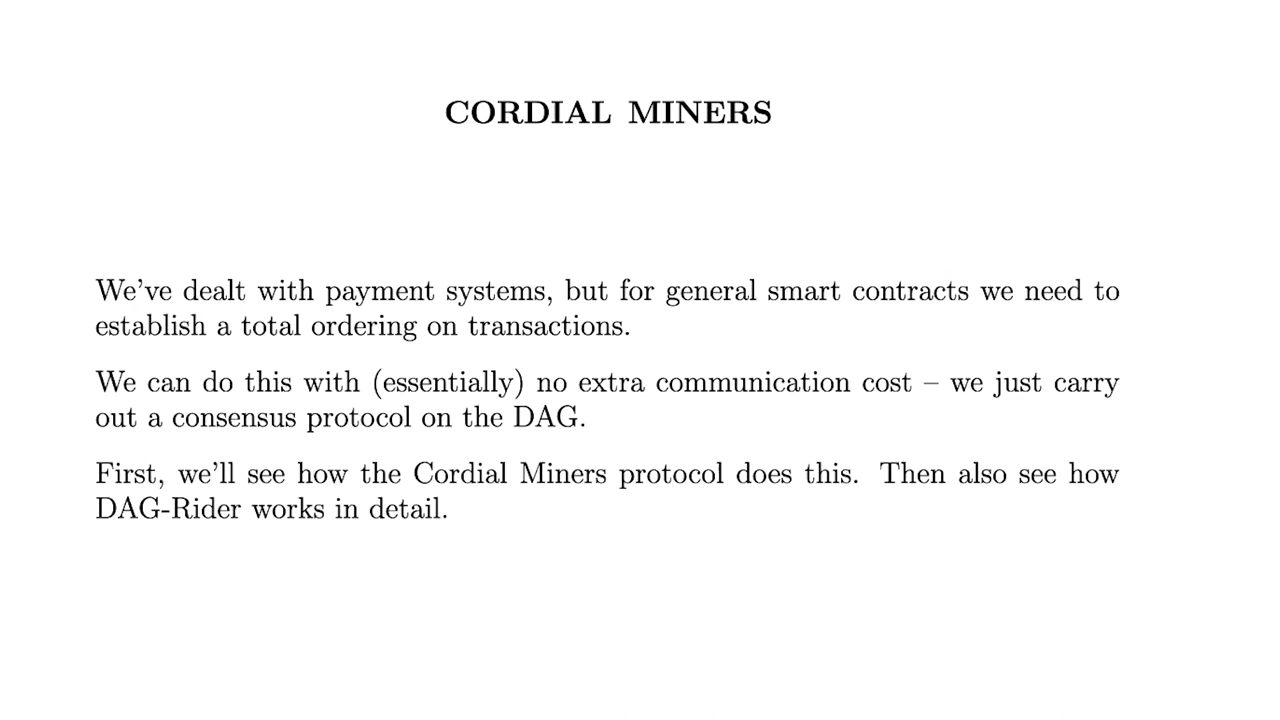 CORDIAL MINERS
We've dealt with payment systems, but for general smart contracts we need to
establish a total ordering on transactions.
We can do this with (essentially) no extra communication cost – we just carry
out a consensus protocol on the DAG.
First, we'll see how the Cordial Miners protocol does this. Then also see how
DAG-Rider works in detail.